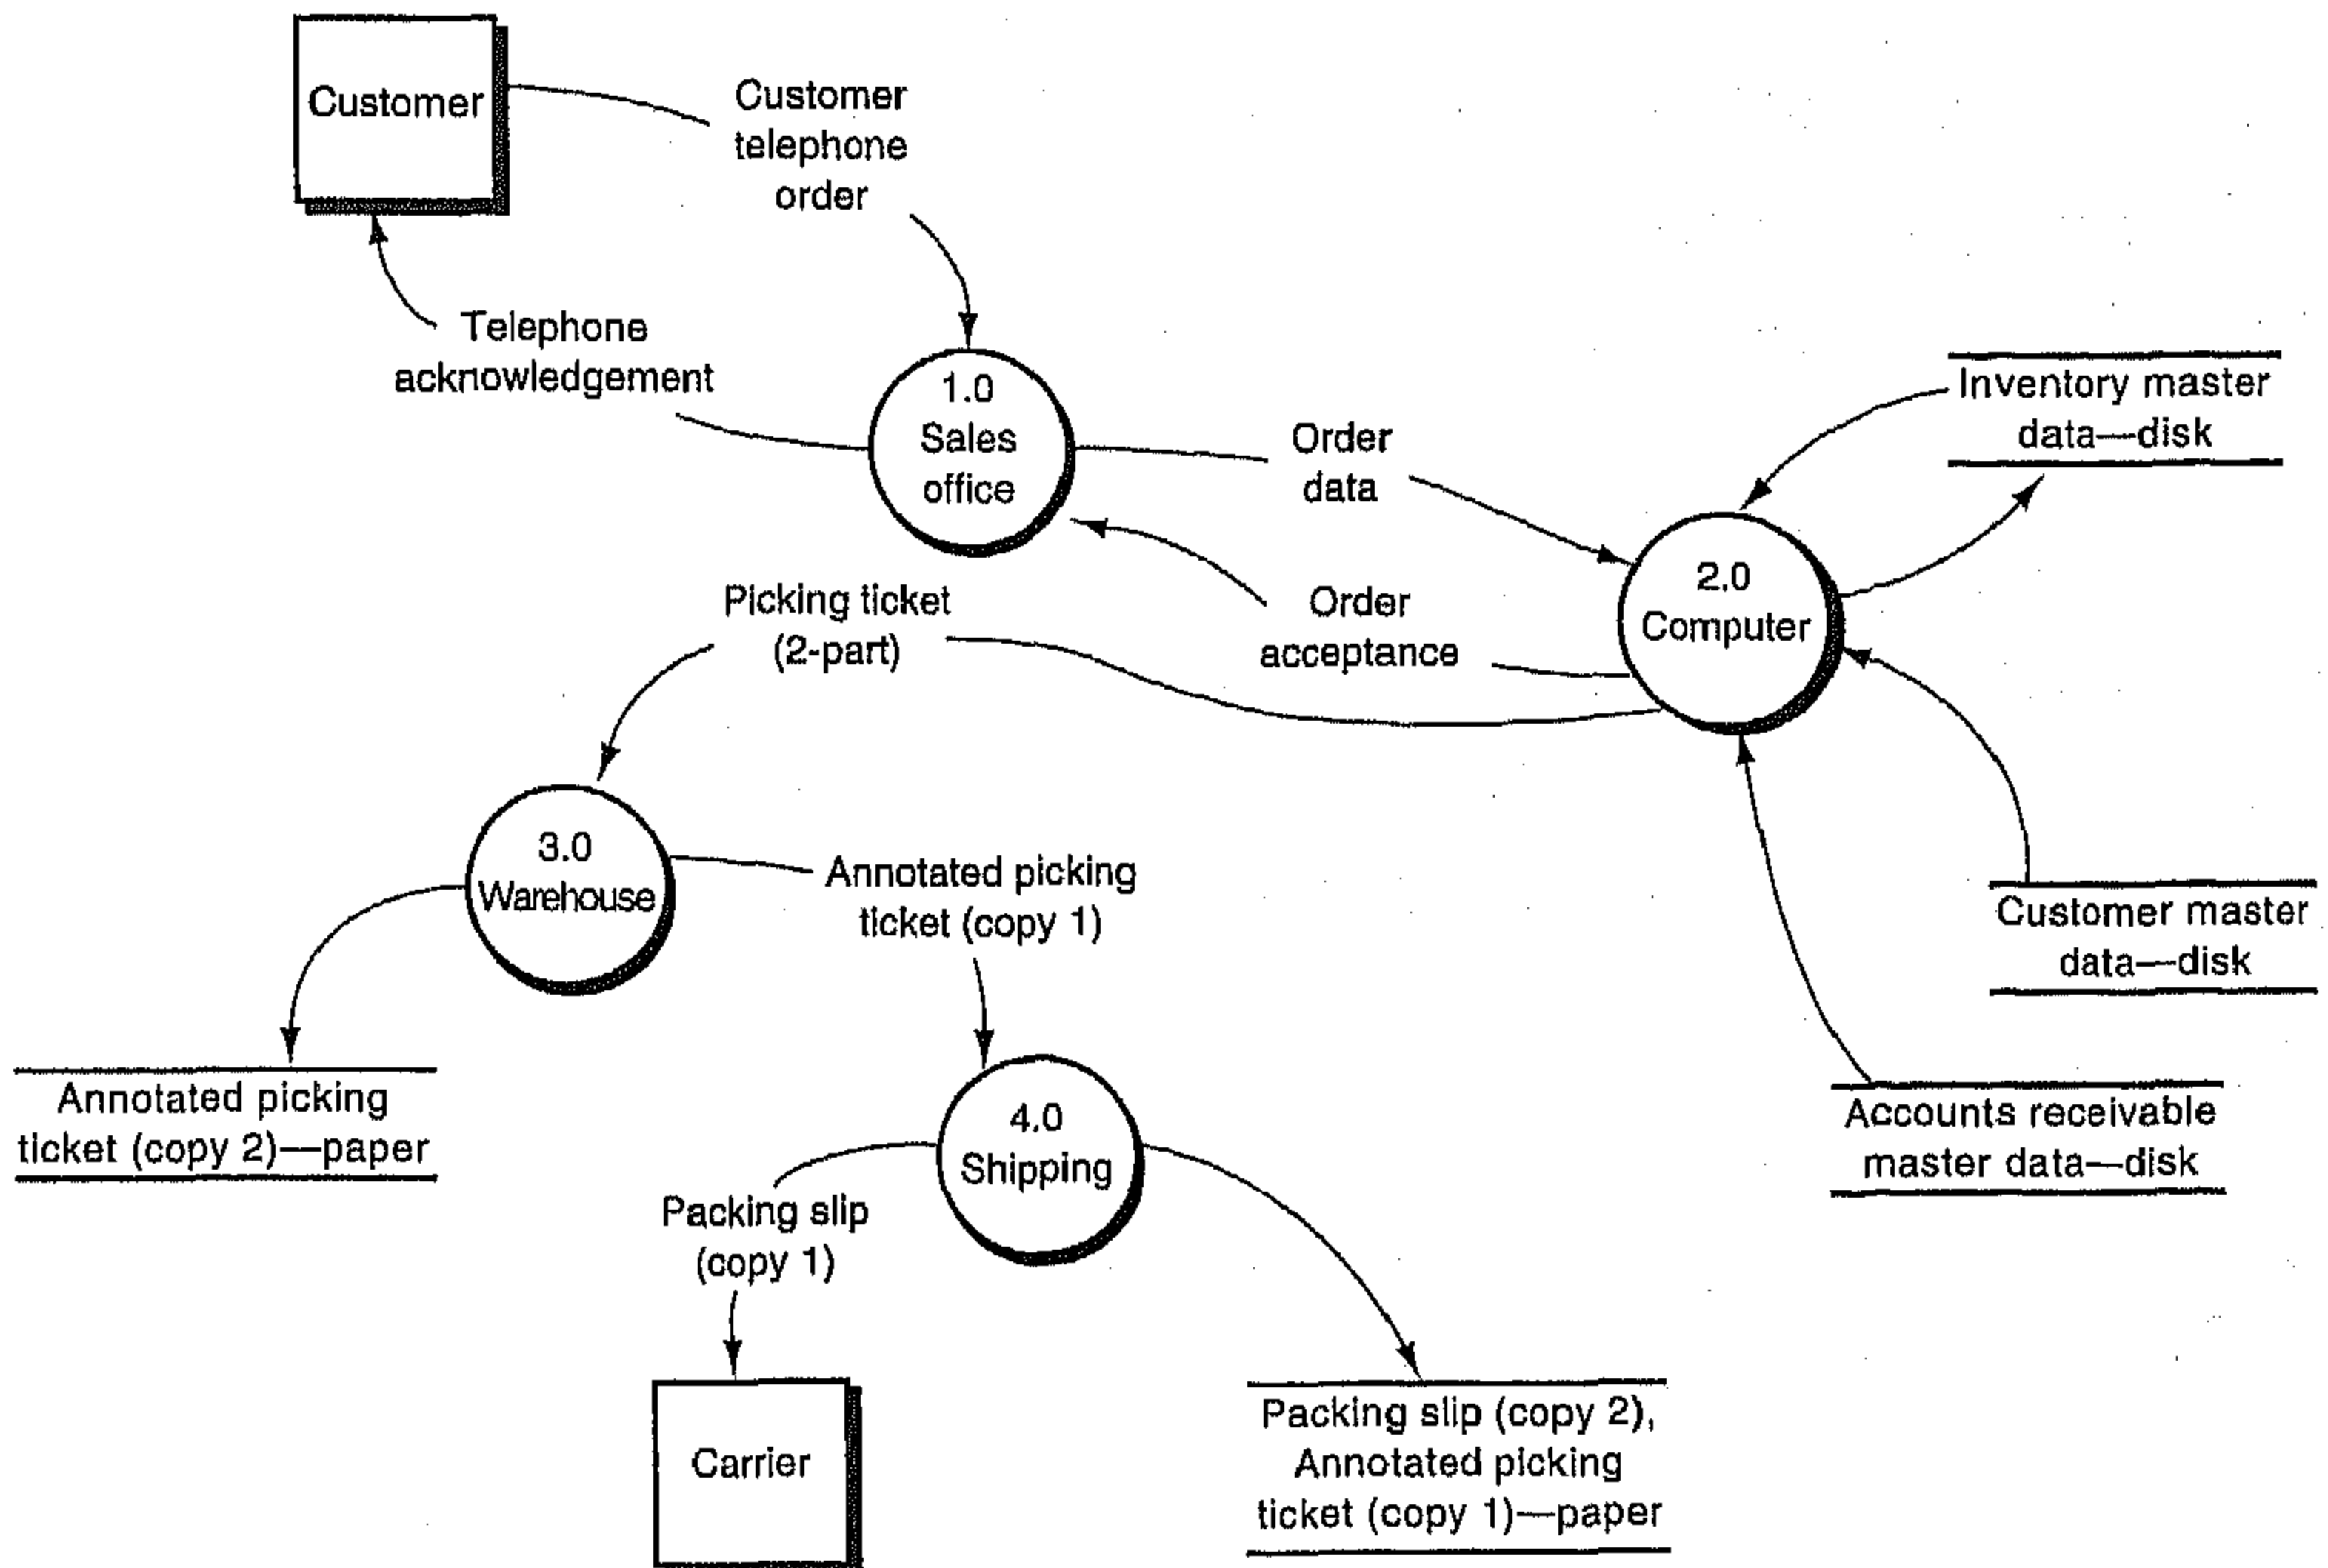 Customer
Customer
telephone
order
Telephone
acknowledgement
1.0
Sales
office
Order
data
Inventory master
data—disk
2.0
Computer
Order
acceptance
Picking ticket
(2-part)
3.0
Warehouse
Annotated picking
ticket (copy 1)
Customer master
data—disk
Annotated picking
ticket (copy 2)—paper
4.0
Shipping
Accounts receivable
master data—disk
Packing slip
(copy 1)
Carrier
Packing slip (copy 2),
Annotated picking
ticket (copy 1)—paper